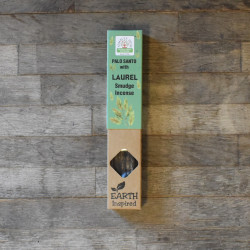 PALO SANTO
with
LAUREL
Smudge
Incense
EARTH
Inspired